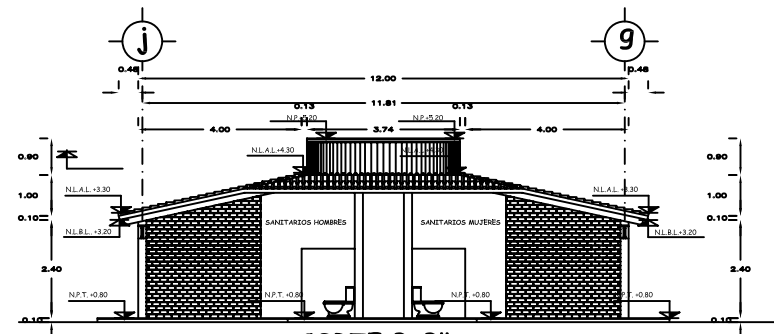 j g
0.48 0.48
12.00
11.81
0.13 0.13
N.P.+5.20 N.P.+5.20
4.00 3.74 4.00
0.90 N.L.A.L.+4.30 0.90
1.00 N.L.A.L.+3.30 N.L.A.L.+3.30 1.00
0.10 0.10
SANITARIOS HOMBRES SANITARIOS MUJERES
N.L.B.L.+3.20 N.L.B.L.+3.20
2.40 2.40
N.P.T. +0.80 N.P.T. +0.80 N.P.T. +0.80 N.P.T. +0.80
0.10 0.10